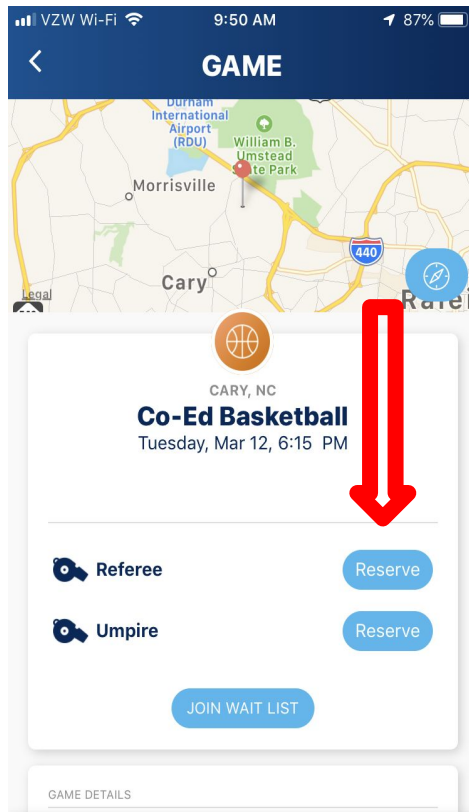 VZW Wi-Fi 9:50 AM 87%
GAME
Durham
International
Airport
(RDU)
William B.
Umstead
State Park
Morrisville
440
Cary
Legal
CARY, NC
Co-Ed Basketball
Tuesday, Mar 12, 6:15 PM
Referee Reserve
Umpire Reserve
JOIN WAIT LIST
GAME DETAILS